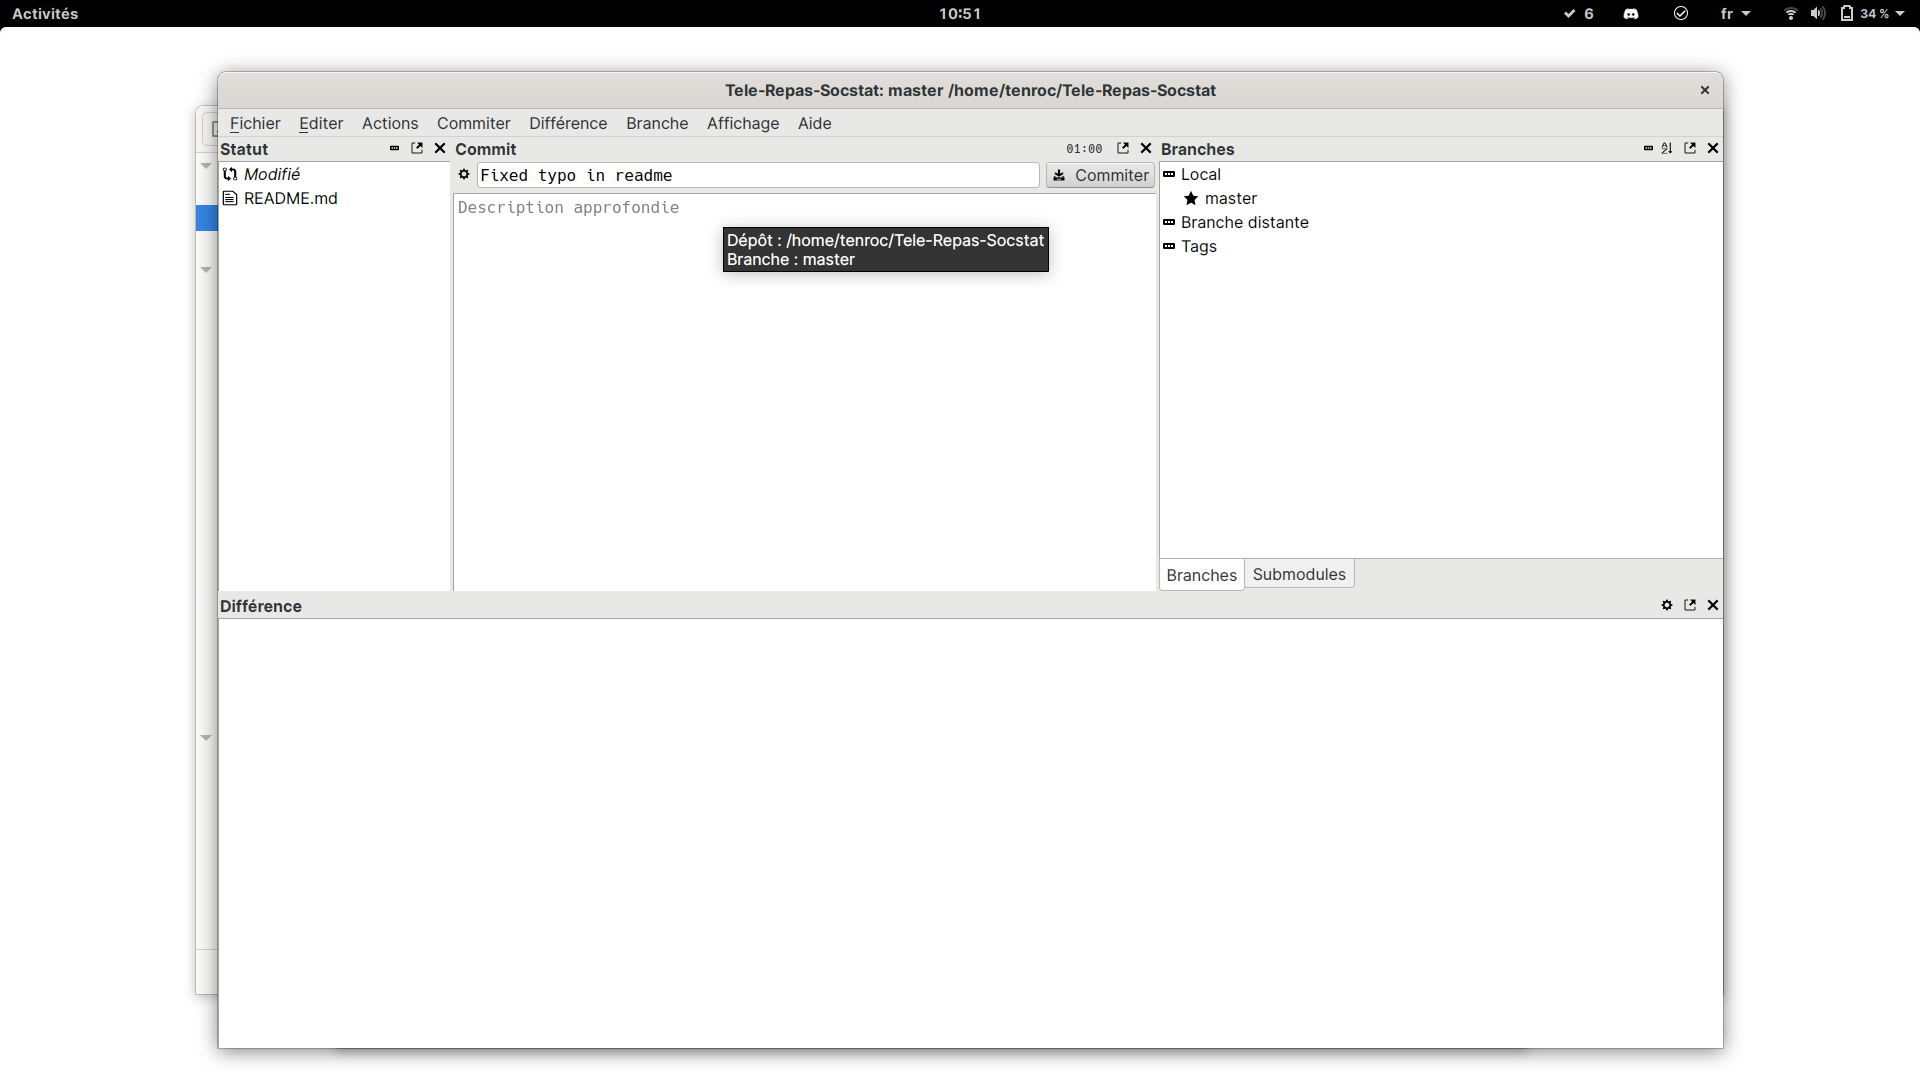 Activités
10:51
6
fr
34 %
Tele-Repas-Socstat: master /home/tenroc/Tele-Repas-Socstat
Fichier Editer Actions Commiter Différence Branche Affichage Aide
Statut
Modifié
README.md
Commit
01:00
Fixed typo in readme
Commiter
Description approfondie
Dépôt : /home/tenroc/Tele-Repas-Socstat
Branche : master
Branches
Local
master
Branche distante
Tags
Branches Submodules
Différence